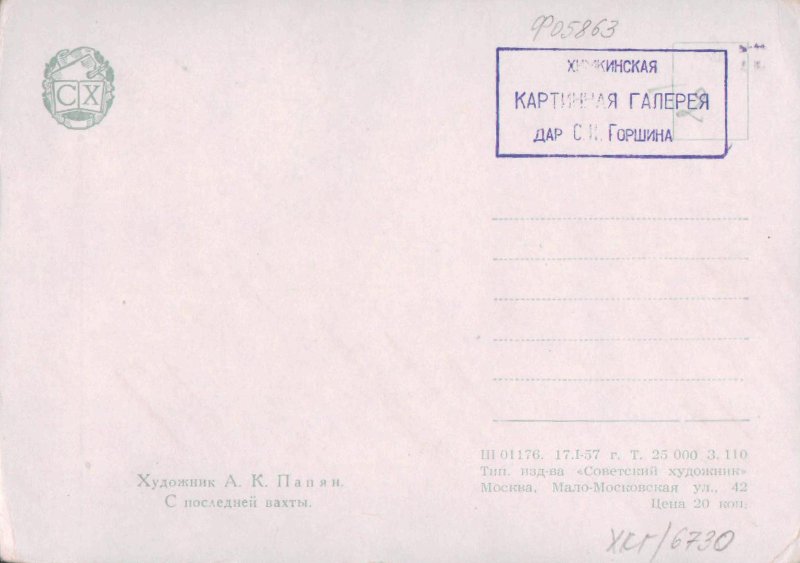 Ф05863
СХ
ХИМКИНСКАЯ
КАРТИННАЯ ГАЛЕРЕЯ
ДАР С. К. ГОРШИНА
Художник А. К. Папян.
С последней вахты.
Ш 01176. 17.I-57 г. Т. 25 000 З. 110
Тип. изд-ва «Советский художник»
Москва, Мало-Московская ул., 42
Цена 20 коп.
ХКГ/6730